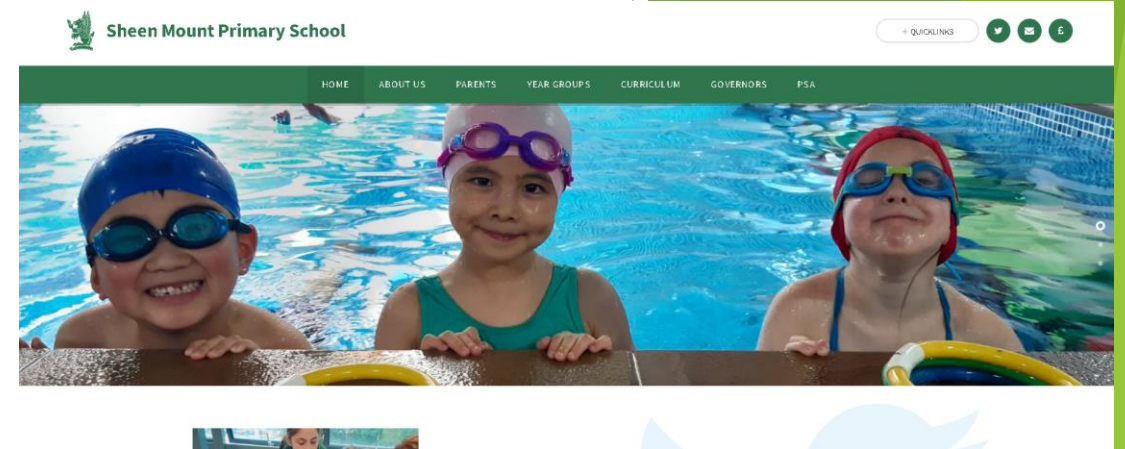 Sheen Mount Primary School
+ QUICKLINKS
£
HOME ABOUT US PARENTS YEAR GROUPS CURRICULUM GOVERNORS PSA